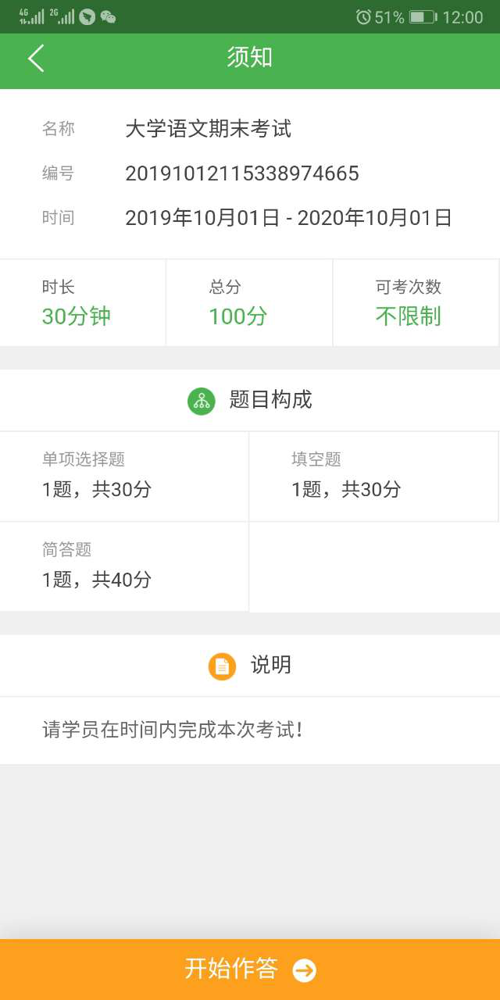 4G 2G 51% 12:00
须知
名称 大学语文期末考试
编号 20191012115338974665
时间 2019年10月01日 - 2020年10月01日
时长 总分 可考次数
30分钟 100分 不限制
题目构成
单项选择题 填空题
1题，共30分 1题，共30分
简答题
1题，共40分
说明
请学员在时间内完成本次考试！
开始作答